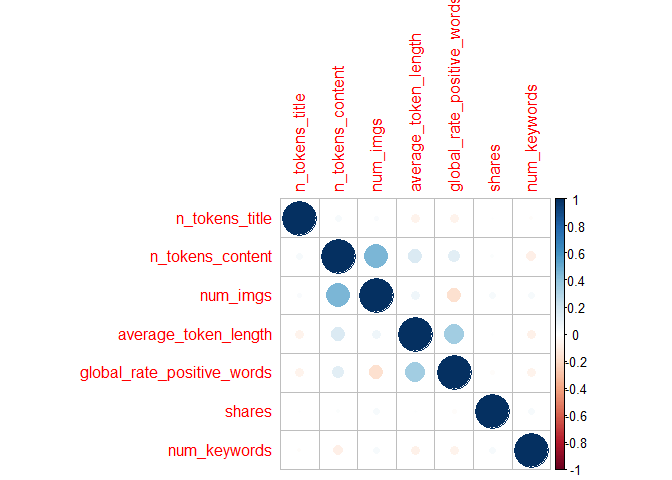 n_tokens_title
n_tokens_content
num_imgs
average_token_length
global_rate_positive_words
shares
num_keywords
n_tokens_title
n_tokens_content
num_imgs
average_token_length
global_rate_positive_words
shares
num_keywords
1
0.8
0.6
0.4
0.2
0
-0.2
-0.4
-0.6
-0.8
-1